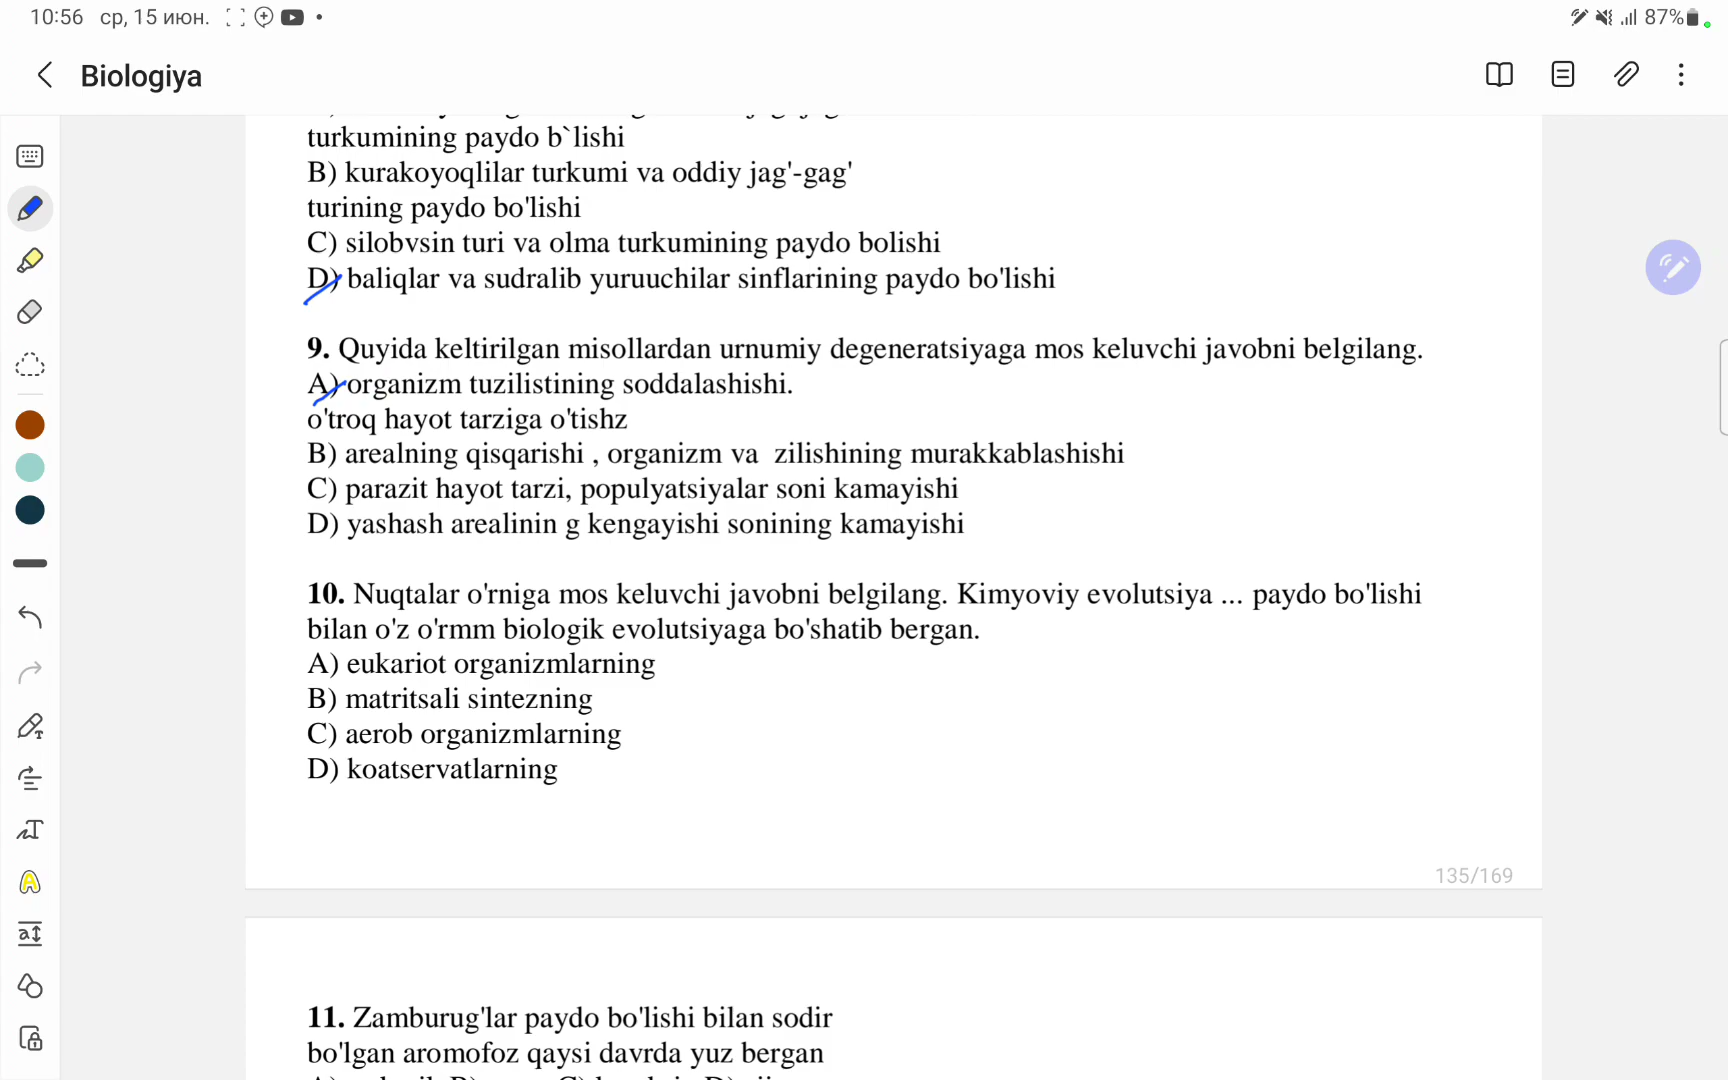 10:56 ср, 15 июн.
87%
Biologiya
turkumining paydo b`lishi
B) kurakoyoqlilar turkumi va oddiy jag'-gag'
turining paydo bo'lishi
C) silobvsin turi va olma turkumining paydo bolishi
D) baliqlar va sudralib yuruuchilar sinflarining paydo bo'lishi
9. Quyida keltirilgan misollardan urnumiy degeneratsiyaga mos keluvchi javobni belgilang.
A) organizm tuzilistining soddalashishi.
o'troq hayot tarziga o'tishz
B) arealning qisqarishi , organizm va zilishining murakkablashishi
C) parazit hayot tarzi, populyatsiyalar soni kamayishi
D) yashash arealinin g kengayishi sonining kamayishi
10. Nuqtalar o'rniga mos keluvchi javobni belgilang. Kimyoviy evolutsiya ... paydo bo'lishi
bilan o'z o'rmm biologik evolutsiyaga bo'shatib bergan.
A) eukariot organizmlarning
B) matritsali sintezning
C) aerob organizmlarning
D) koatservatlarning
135/169
11. Zamburug'lar paydo bo'lishi bilan sodir
bo'lgan aromofoz qaysi davrda yuz bergan